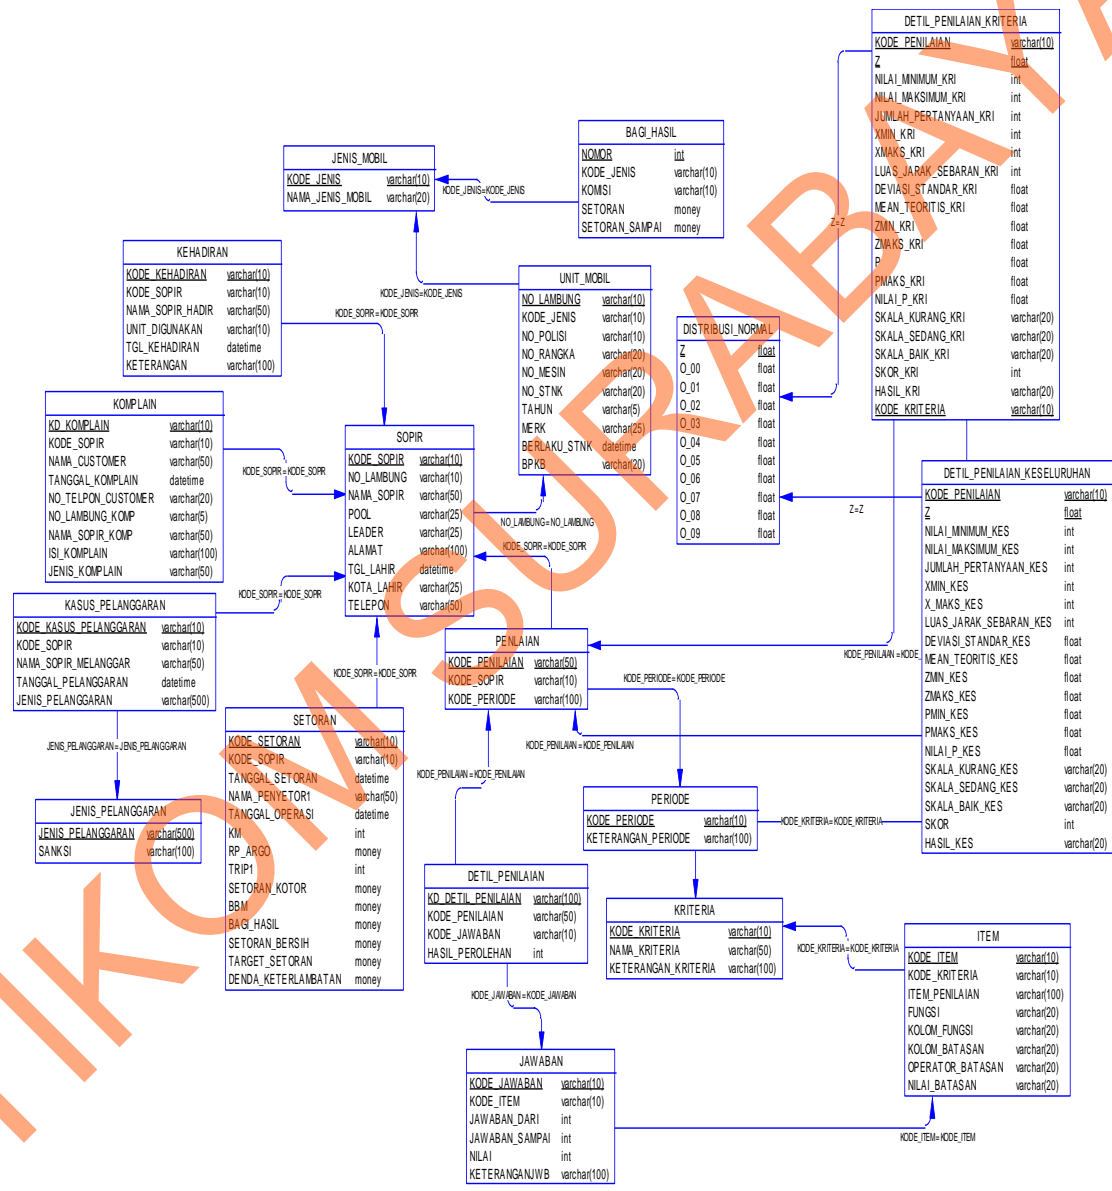 DETIL_PENILAIAN_KRITERIA
KODE_PENILAIAN varchar(10)
Z float
NILAI_MINIMUM_KRI int
NILAI_MAKSIMUM_KRI int
JUMLAH_PERTANYAAN_KRI int
XMIN_KRI int
XMAKS_KRI int
LUAS_JARAK_SEBARAN_KRI int
DEVIASI_STANDAR_KRI float
MEAN_TEORITIS_KRI float
ZMIN_KRI float
ZMAKS_KRI float
P float
PMAKS_KRI float
NILAI_P_KRI float
SKALA_KURANG_KRI varchar(20)
SKALA_SEDANG_KRI varchar(20)
SKALA_BAIK_KRI varchar(20)
SKOR_KRI int
HASIL_KRI varchar(20)
KODE_KRITERIA varchar(10)
BAGI_HASIL
NOMOR int
KODE_JENIS varchar(10)
KOMISI varchar(10)
SETORAN money
SETORAN_SAMPAI money
JENIS_MOBIL
KODE_JENIS varchar(10)
NAMA_JENIS_MOBIL varchar(20)
KODE_JENIS=KODE_JENIS
Z=Z
KEHADIRAN
KODE_KEHADIRAN varchar(10)
KODE_SOPIR varchar(10)
NAMA_SOPIR_HADIR varchar(50)
UNIT_DIGUNAKAN varchar(10)
TGL_KEHADIRAN datetime
KETERANGAN varchar(100)
KODE_JENIS=KODE_JENIS
KODE_SOPIR = KODE_SOPIR
UNIT_MOBIL
NO_LAMBUNG varchar(10)
KODE_JENIS varchar(10)
NO_POLISI varchar(10)
NO_RANGKA varchar(20)
NO_MESIN varchar(20)
NO_STNK varchar(20)
TAHUN varchar(5)
MERK varchar(25)
BERLAKU_STNK datetime
BPKB varchar(20)
DISTRIBUSI_NORMAL
Z float
O_00 float
O_01 float
O_02 float
O_03 float
O_04 float
O_05 float
O_06 float
O_07 float
O_08 float
O_09 float
KOMPLAIN
KD_KOMPLAIN varchar(10)
KODE_SOPIR varchar(10)
NAMA_CUSTOMER varchar(50)
TANGGAL_KOMPLAIN datetime
NO_TELPON_CUSTOMER varchar(20)
NO_LAMBUNG_KOMP varchar(5)
NAMA_SOPIR_KOMP varchar(50)
ISI_KOMPLAIN varchar(100)
JENIS_KOMPLAIN varchar(50)
KODE_SOPIR = KODE_SOPIR
SOPIR
KODE_SOPIR varchar(10)
NO_LAMBUNG varchar(10)
NAMA_SOPIR varchar(50)
POOL varchar(25)
LEADER varchar(25)
ALAMAT varchar(100)
TGL_LAHIR datetime
KOTA_LAHIR varchar(25)
TELEPON varchar(50)
NO_LAMBUNG = NO_LAMBUNG
KODE_SOPIR = KODE_SOPIR
Z=Z
DETIL_PENILAIAN_KESELURUHAN
KODE_PENILAIAN varchar(10)
Z float
NILAI_MINIMUM_KES int
NILAI_MAKSIMUM_KES int
JUMLAH_PERTANYAAN_KES int
XMIN_KES int
X_MAKS_KES int
LUAS_JARAK_SEBARAN_KES int
DEVIASI_STANDAR_KES float
MEAN_TEORITIS_KES float
ZMIN_KES float
ZMAKS_KES float
PMIN_KES float
PMAKS_KES float
NILAI_P_KES float
SKALA_KURANG_KES varchar(20)
SKALA_SEDANG_KES varchar(20)
SKALA_BAIK_KES varchar(20)
SKOR int
HASIL_KES varchar(20)
KASUS_PELANGGARAN
KODE_KASUS_PELANGGARAN varchar(10)
KODE_SOPIR varchar(10)
NAMA_SOPIR_MELANGGAR varchar(50)
TANGGAL_PELANGGARAN datetime
JENIS_PELANGGARAN varchar(500)
KODE_SOPIR = KODE_SOPIR
KODE_SOPIR = KODE_SOPIR
PENILAIAN
KODE_PENILAIAN varchar(50)
KODE_SOPIR varchar(10)
KODE_PERIODE varchar(100)
KODE_PENILAIAN = KODE_
KODE_PERIODE = KODE_PERIODE
KODE_PENILAIAN = KODE_PENILAIAN
JENIS_PELANGGARAN = JENIS_PELANGGARAN
SETORAN
KODE_SETORAN varchar(10)
KODE_SOPIR varchar(10)
TANGGAL_SETORAN datetime
NAMA_PENYETOR1 varchar(50)
TANGGAL_OPERASI datetime
KM int
RP_ARGO money
TRIP1 int
SETORAN_KOTOR money
BBM money
BAGI_HASIL money
SETORAN_BERSIH money
TARGET_SETORAN money
DENDA_KETERLAMBATAN money
KODE_PENILAIAN = KODE_PENILAIAN
JENIS_PELANGGARAN
JENIS_PELANGGARAN varchar(500)
SANKSI varchar(100)
PERIODE
KODE_PERIODE varchar(10)
KETERANGAN_PERIODE varchar(100)
KODE_KRITERIA = KODE_KRITERIA
DETIL_PENILAIAN
KD_DETIL_PENILAIAN varchar(100)
KODE_PENILAIAN varchar(50)
KODE_JAWABAN varchar(10)
HASIL_PEROLEHAN int
KRITERIA
KODE_KRITERIA varchar(10)
NAMA_KRITERIA varchar(50)
KETERANGAN_KRITERIA varchar(100)
KODE_KRITERIA = KODE_KRITERIA
ITEM
KODE_ITEM varchar(10)
KODE_KRITERIA varchar(10)
ITEM_PENILAIAN varchar(100)
FUNGSI varchar(20)
KOLOM_FUNGSI varchar(20)
KOLOM_BATASAN varchar(20)
OPERATOR_BATASAN varchar(20)
NILAI_BATASAN varchar(20)
KODE_JAWABAN = KODE_JAWABAN
JAWABAN
KODE_JAWABAN varchar(10)
KODE_ITEM varchar(10)
JAWABAN_DARI int
JAWABAN_SAMPAI int
NILAI int
KETERANGANJWB varchar(100)
KODE_ITEM = KODE_ITEM
IKOM SURABAYA